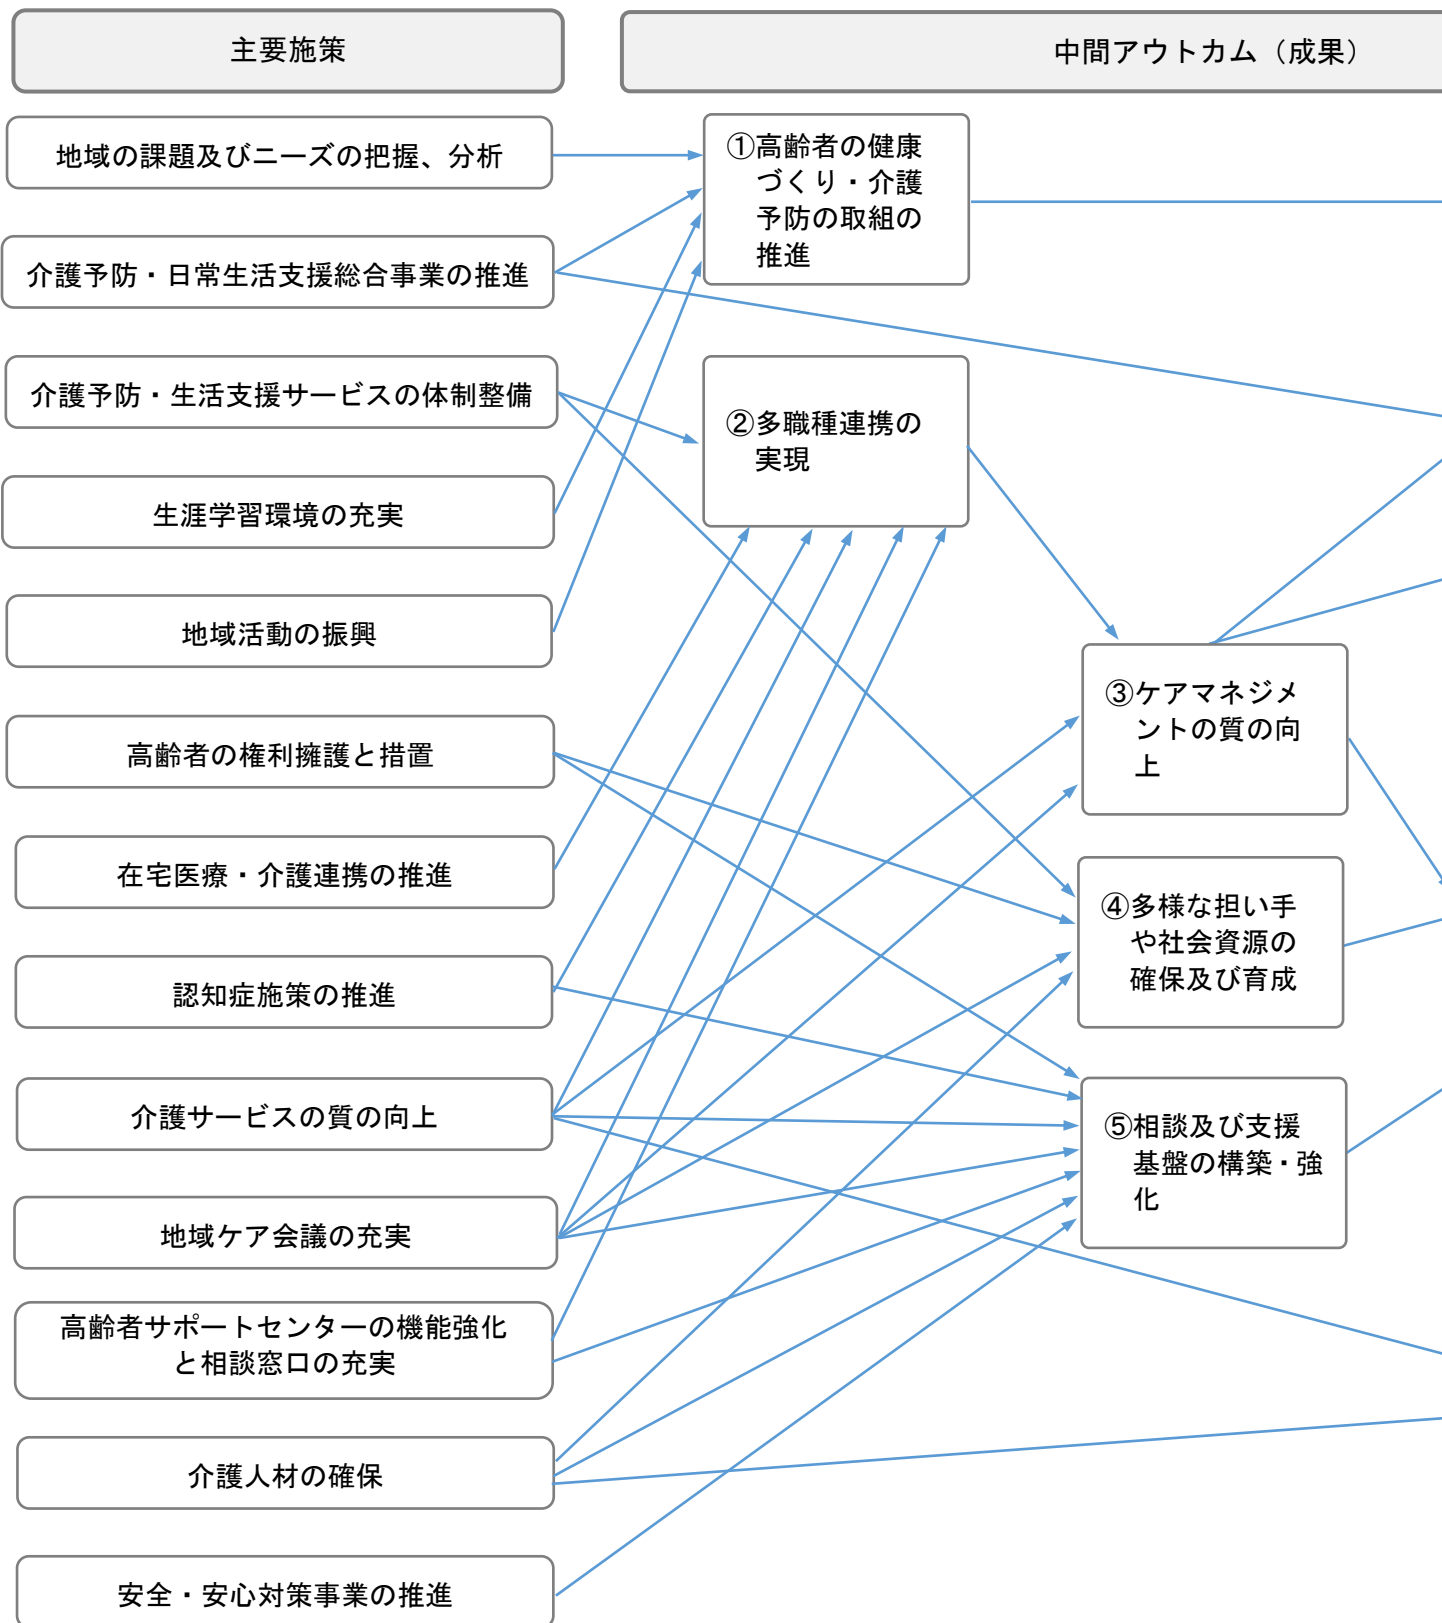 主要施策
中間アウトカム（成果）
地域の課題及びニーズの把握、分析
介護予防・日常生活支援総合事業の推進
介護予防・生活支援サービスの体制整備
生涯学習環境の充実
地域活動の振興
高齢者の権利擁護と措置
在宅医療・介護連携の推進
認知症施策の推進
介護サービスの質の向上
地域ケア会議の充実
高齢者サポートセンターの機能強化
と相談窓口の充実
介護人材の確保
安全・安心対策事業の推進
①高齢者の健康
づくり・介護
予防の取組の
推進
②多職種連携の
実現
③ケアマネジメ
ントの質の向
上
④多様な担い手
や社会資源の
確保及び育成
⑤相談及び支援
基盤の構築・強
化